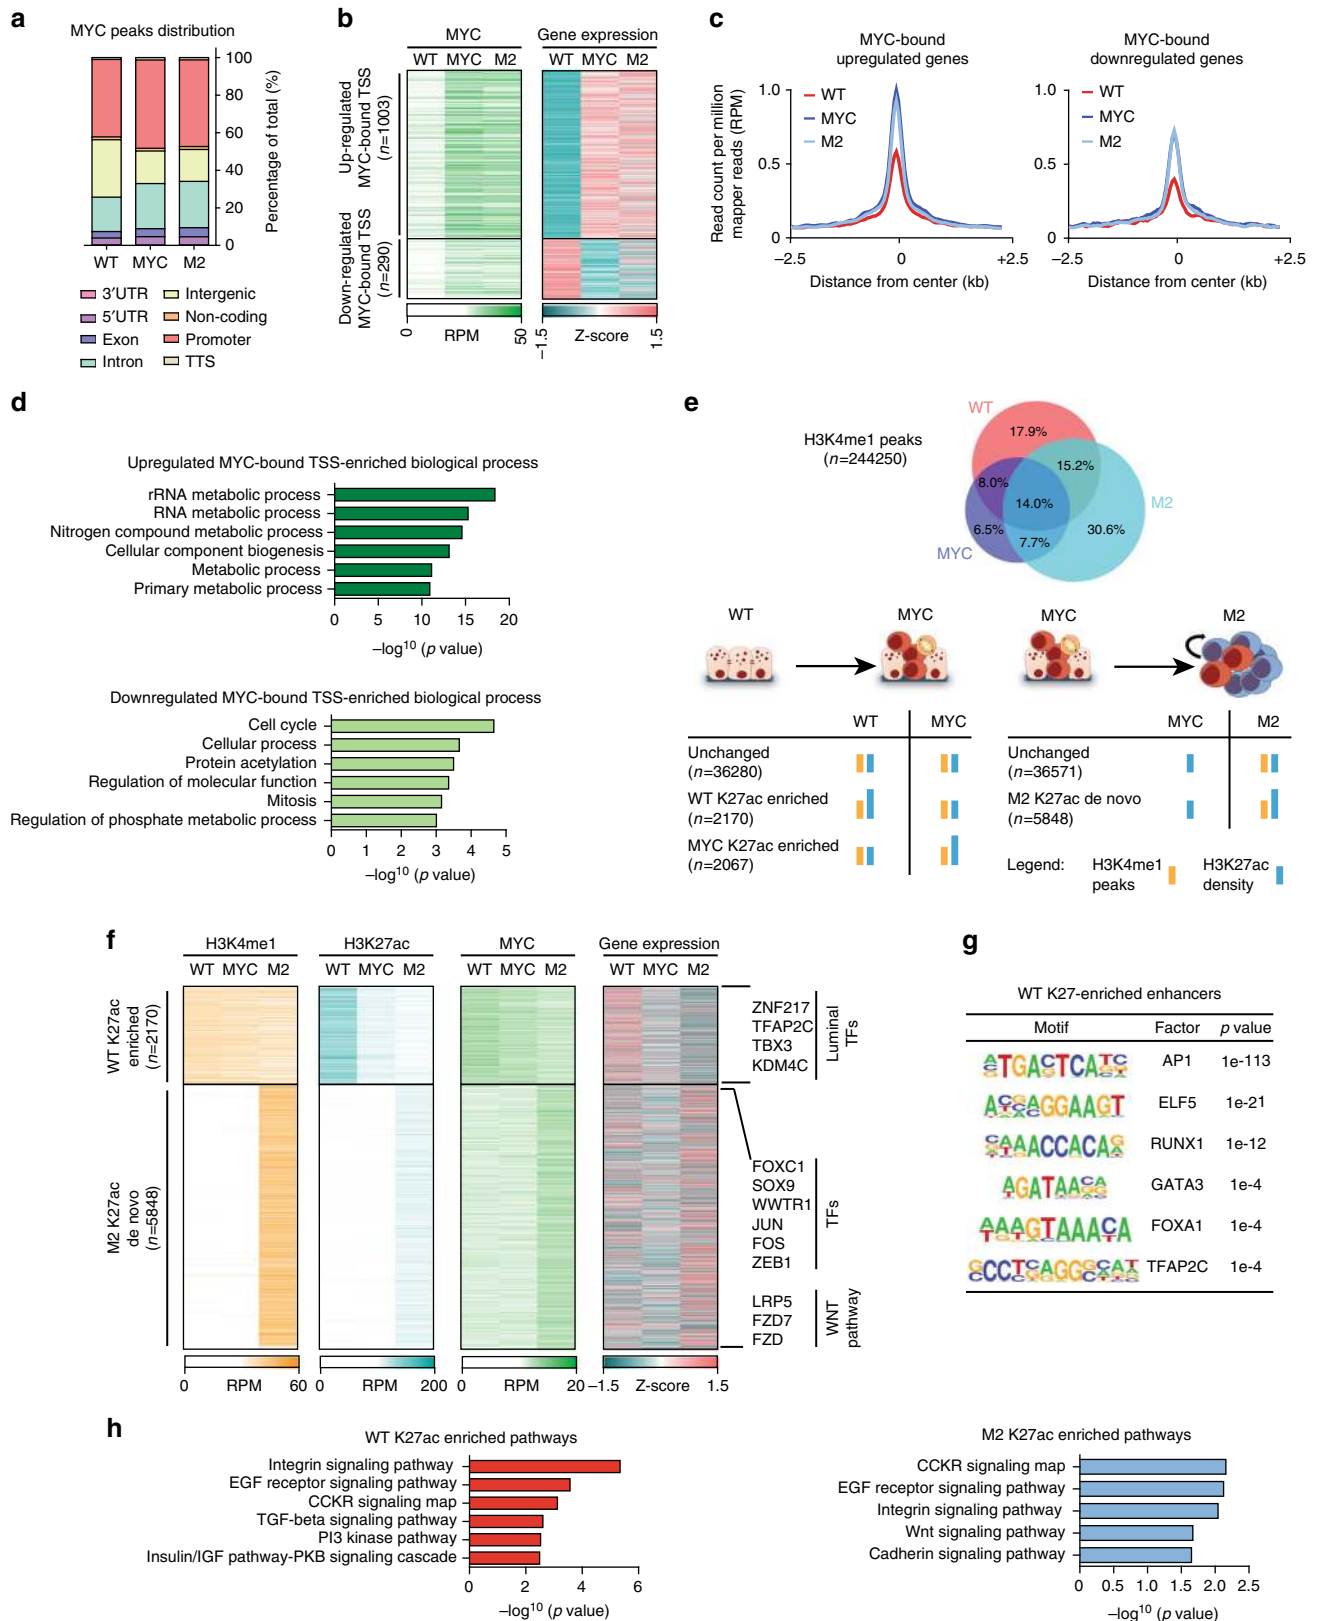 a
MYC peaks distribution
100
80
60
40
20
0
Percentage of total (%)
WT MYC M2
3′UTR
5′UTR
Exon
Intron
Intergenic
Non-coding
Promoter
TTS
b
MYC
WT MYC M2
Gene expression
WT MYC M2
Up-regulated
MYC-bound TSS
(n=1003)
Down-regulated
MYC-bound TSS
(n=290)
0 RPM 50
−1.5 Z-score 1.5
c
MYC-bound
upregulated genes
Read count per million
mapper reads (RPM)
1.0
0.5
0
WT
MYC
M2
−2.5 0 +2.5
Distance from center (kb)
MYC-bound
downregulated genes
1.0
0.5
0
WT
MYC
M2
−2.5 0 +2.5
Distance from center (kb)
d
Upregulated MYC-bound TSS-enriched biological process
rRNA metabolic process
RNA metabolic process
Nitrogen compound metabolic process
Cellular component biogenesis
Metabolic process
Primary metabolic process
0 5 10 15 20
−log¹⁰ (p value)
Downregulated MYC-bound TSS-enriched biological process
Cell cycle
Cellular process
Protein acetylation
Regulation of molecular function
Mitosis
Regulation of phosphate metabolic process
0 1 2 3 4 5
−log¹⁰ (p value)
e
H3K4me1 peaks
(n=244250)
WT
17.9%
15.2%
8.0%
14.0%
M2
6.5%
30.6%
7.7%
MYC
WT MYC
MYC M2
WT MYC
Unchanged
(n=36280)
WT K27ac enriched
(n=2170)
MYC K27ac enriched
(n=2067)
MYC M2
Unchanged
(n=36571)
M2 K27ac de novo
(n=5848)
Legend:
H3K4me1
peaks
H3K27ac
density
f
H3K4me1
WT MYC M2
H3K27ac
WT MYC M2
MYC
WT MYC M2
Gene expression
WT MYC M2
WT K27ac
enriched
(n=2170)
M2 K27ac
de novo
(n=5848)
ZNF217
TFAP2C
TBX3
KDM4C
Luminal
TFs
FOXC1
SOX9
WWTR1
JUN
FOS
ZEB1
TFs
LRP5
FZD7
FZD
WNT
pathway
0 RPM 60
0 RPM 200
0 RPM 20
−1.5 Z-score 1.5
g
WT K27-enriched enhancers
Motif Factor p value
AP1 1e-113
ELF5 1e-21
RUNX1 1e-12
GATA3 1e-4
FOXA1 1e-4
TFAP2C 1e-4
h
WT K27ac enriched pathways
Integrin signaling pathway
EGF receptor signaling pathway
CCKR signaling map
TGF-beta signaling pathway
PI3 kinase pathway
Insulin/IGF pathway-PKB signaling cascade
0 2 4 6
−log¹⁰ (p value)
M2 K27ac enriched pathways
CCKR signaling map
EGF receptor signaling pathway
Integrin signaling pathway
Wnt signaling pathway
Cadherin signaling pathway
0 0.5 1.0 1.5 2.0 2.5
−log¹⁰ (p value)